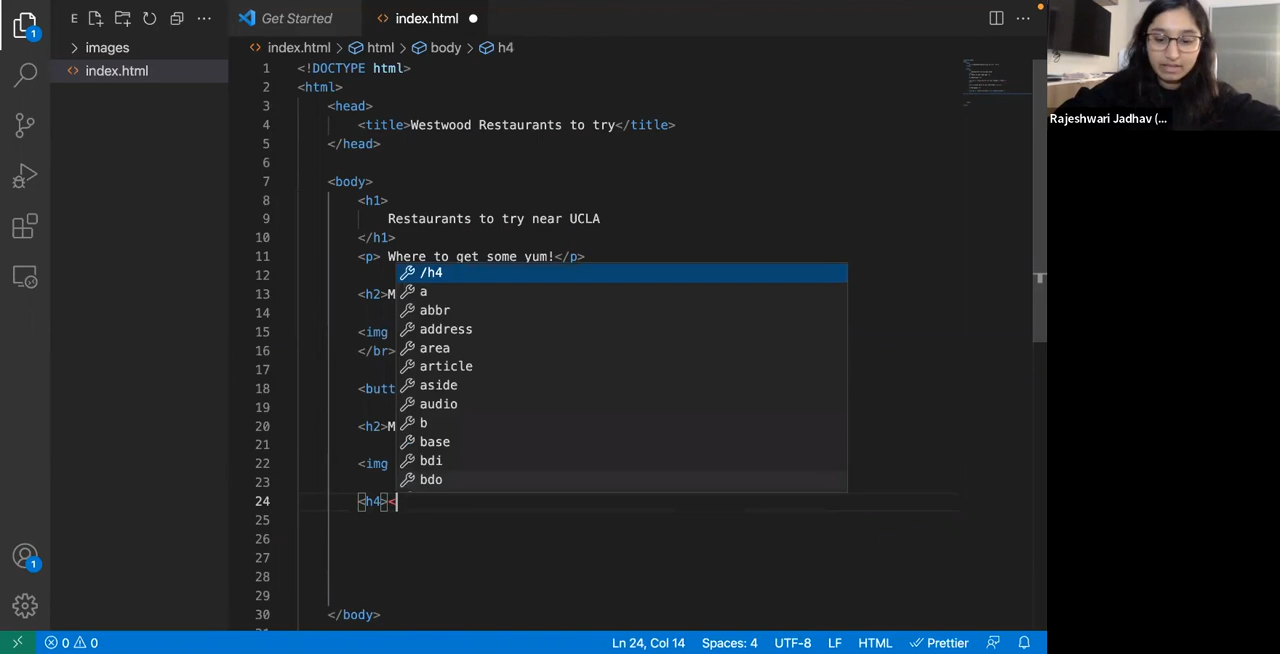 E ... Get Started index.html
images
index.html > html > body > h4
index.html
1 <!DOCTYPE html>
2 <html>
3 <head>
4 <title>Westwood Restaurants to try</title>
5 </head>
6
7 <body>
8 <h1>
9 Restaurants to try near UCLA
10 </h1>
11 <p> Where to get some yum!</p>
12 /h4
13 <h2>M a
14 abbr
15 <img address
16 </br> area
17 article
18 <butt aside
19 audio
20 <h2>M b
21 base
22 <img bdi
23 bdo
24 <h4><
25
26
27
28
29
30 </body>
Rajeshwari Jadhav (...
1
1
0 0 Ln 24, Col 14 Spaces: 4 UTF-8 LF HTML Prettier